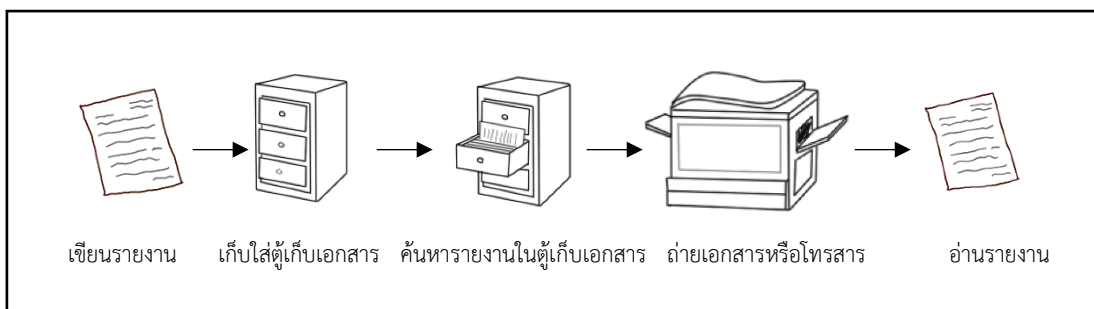 เขียนรายงาน เก็บใส่ตู้เก็บเอกสาร ค้นหารายงานในตู้เก็บเอกสาร ถ่ายเอกสารหรือโทรสาร อ่านรายงาน